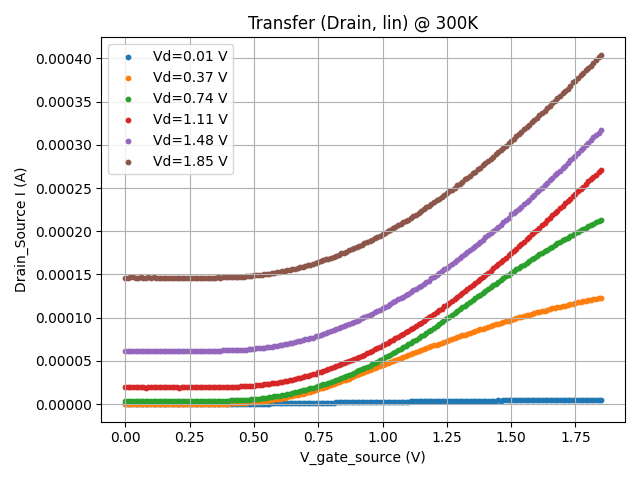 Transfer (Drain, lin) @ 300K
Vd=0.01 V
Vd=0.37 V
Vd=0.74 V
Vd=1.11 V
Vd=1.48 V
Vd=1.85 V
Drain_Source I (A)
0.00040
0.00035
0.00030
0.00025
0.00020
0.00015
0.00010
0.00005
0.00000
0.00 0.25 0.50 0.75 1.00 1.25 1.50 1.75
V_gate_source (V)